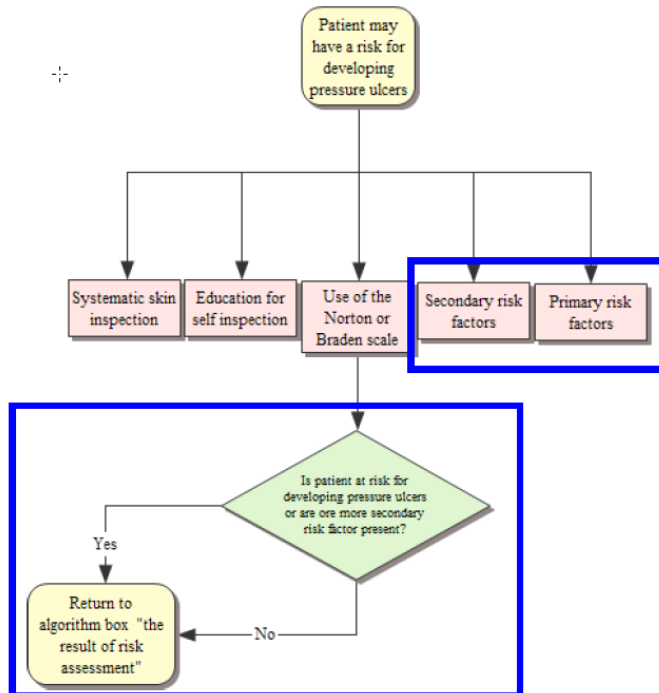 Patient may
have a risk for
developing
pressure ulcers
Systematic skin
inspection
Education for
self inspection
Use of the
Norton or
Braden scale
Secondary risk
factors
Primary risk
factors
Is patient at risk for
developing pressure ulcers
or are ore more secondary
risk factor present?
Yes
No
Return to
algorithm box "the
result of risk
assessment"